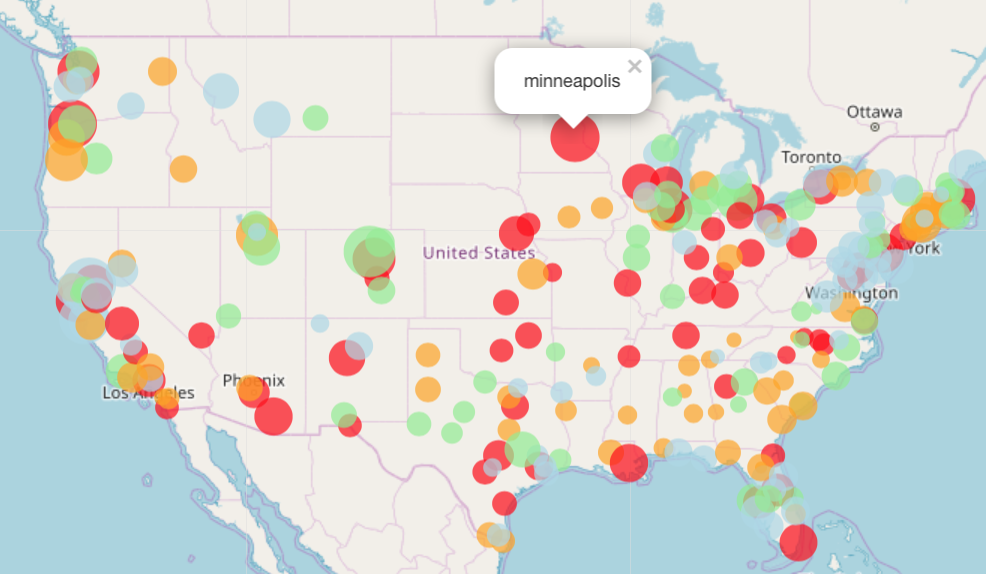 minneapolis
×
Ottawa
Toronto
United States
York
Washington
Phoenix
Los Angeles